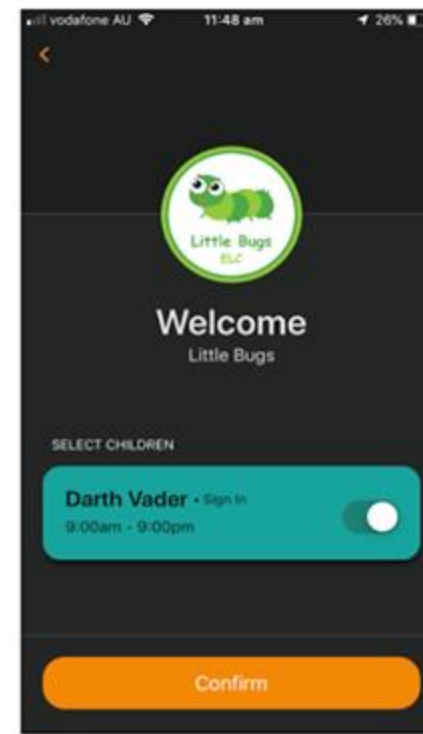 vodafone AU 11:48 am 26%
Little Bugs
ELC
Welcome
Little Bugs
SELECT CHILDREN
Darth Vader • Sign In
9:00am - 9:00pm
Confirm